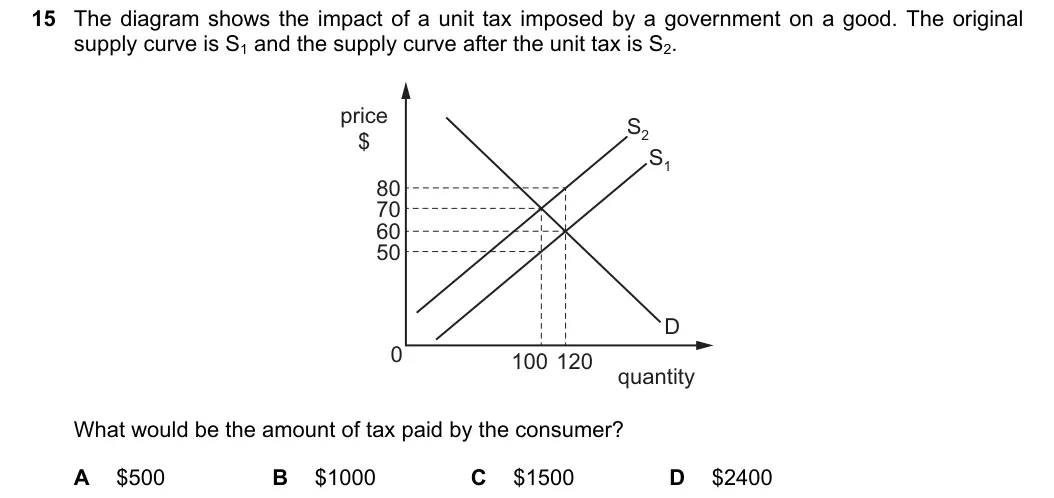 15 The diagram shows the impact of a unit tax imposed by a government on a good. The original
supply curve is S₁ and the supply curve after the unit tax is S₂.
price
$
S₂
S₁
80
70
60
50
D
0
100 120
quantity
What would be the amount of tax paid by the consumer?
A $500 B $1000 C $1500 D $2400